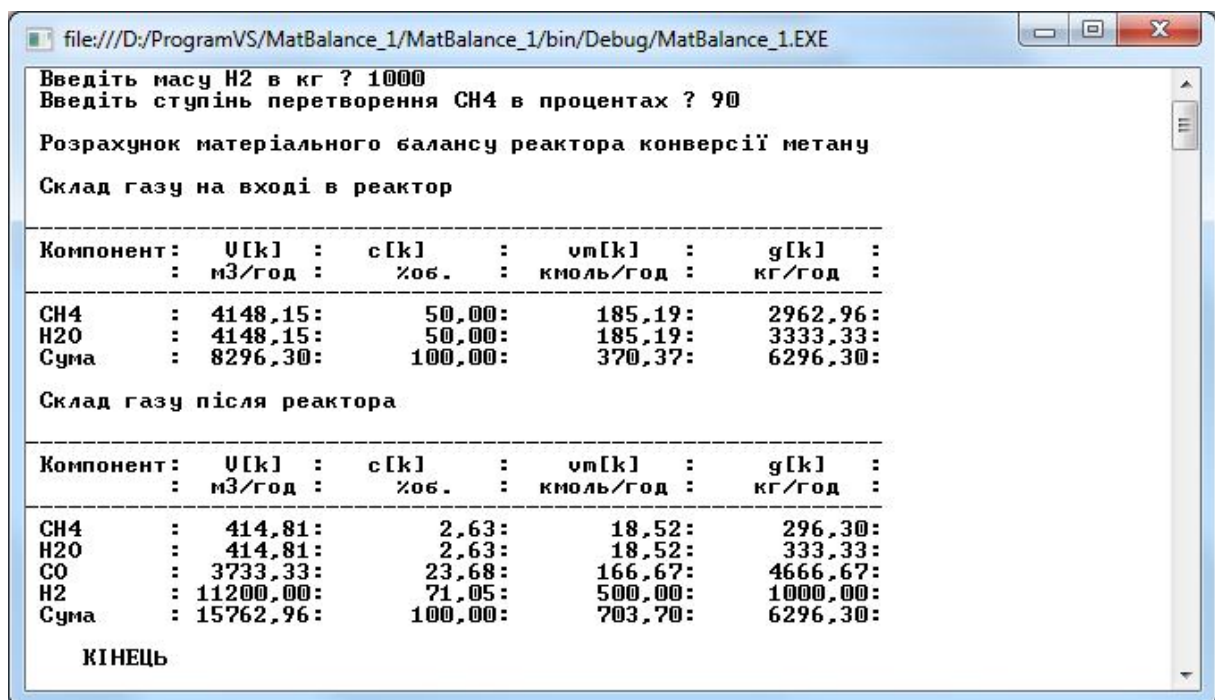 file:///D:/ProgramVS/MatBalance_1/MatBalance_1/bin/Debug/MatBalance_1.EXE
Введіть масу H2 в кг ? 1000
Введіть ступінь перетворення CH4 в процентах ? 90
Розрахунок матеріального балансу реактора конверсії метану
Склад газу на вході в реактор
------------------------------------------------------------
Компонент: V[k] : c[k] : vm[k] : g[k] :
: м3/год : %об. : кмоль/год : кг/год :
------------------------------------------------------------
CH4 : 4148,15: 50,00: 185,19: 2962,96:
H2O : 4148,15: 50,00: 185,19: 3333,33:
Сума : 8296,30: 100,00: 370,37: 6296,30:
Склад газу після реактора
------------------------------------------------------------
Компонент: V[k] : c[k] : vm[k] : g[k] :
: м3/год : %об. : кмоль/год : кг/год :
------------------------------------------------------------
CH4 : 414,81: 2,63: 18,52: 296,30:
H2O : 414,81: 2,63: 18,52: 333,33:
CO : 3733,33: 23,68: 166,67: 4666,67:
H2 : 11200,00: 71,05: 500,00: 1000,00:
Сума : 15762,96: 100,00: 703,70: 6296,30:
КІНЕЦЬ